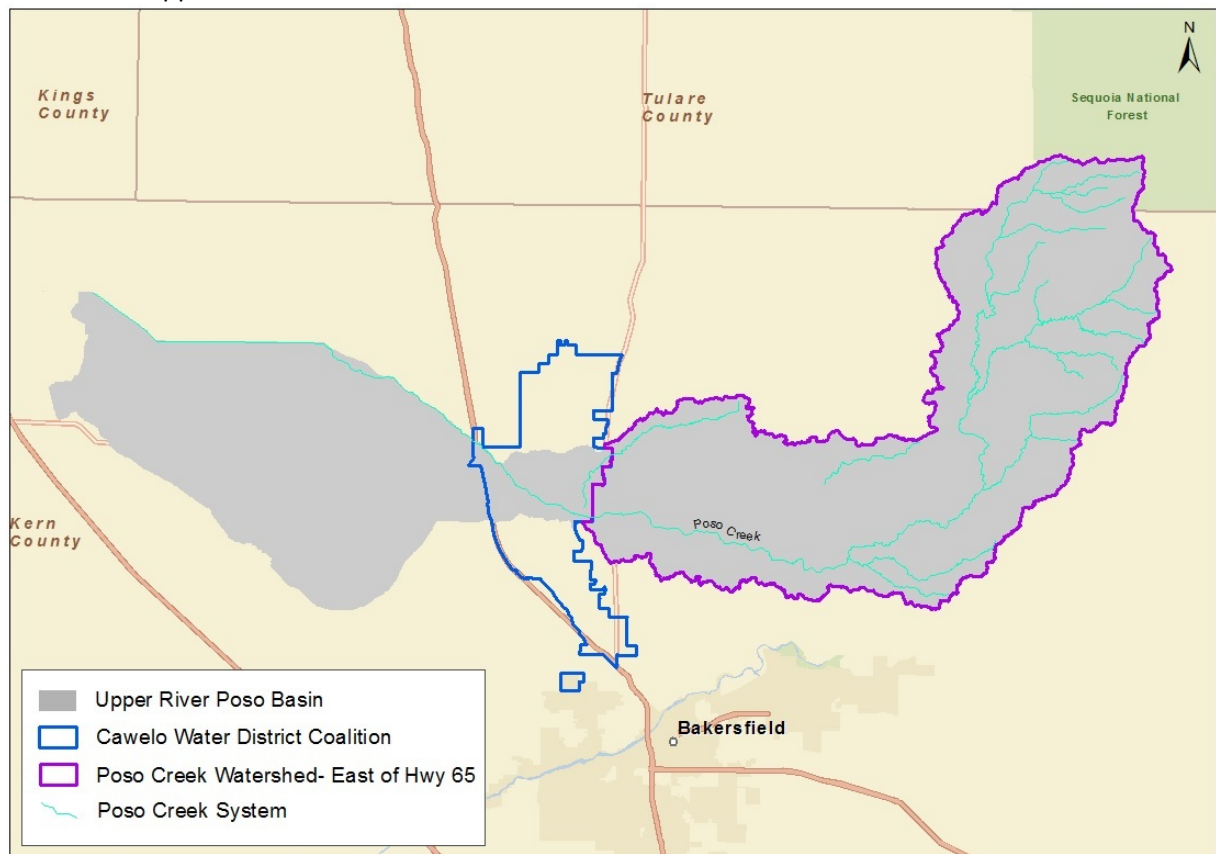 N
Kings
County
Tulare
County
Sequoia National
Forest
Poso Creek
Kern
County
Upper River Poso Basin
Cawelo Water District Coalition
Poso Creek Watershed- East of Hwy 65
Poso Creek System
Bakersfield